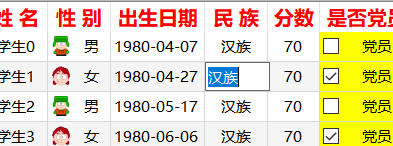 姓 名 性 别 出生日期 民 族 分数 是否党员
学生0 男 1980-04-07 汉族 70 党员
学生1 女 1980-04-27 汉族 70 党员
学生2 男 1980-05-17 汉族 70 党员
学生3 女 1980-06-06 汉族 70 党员